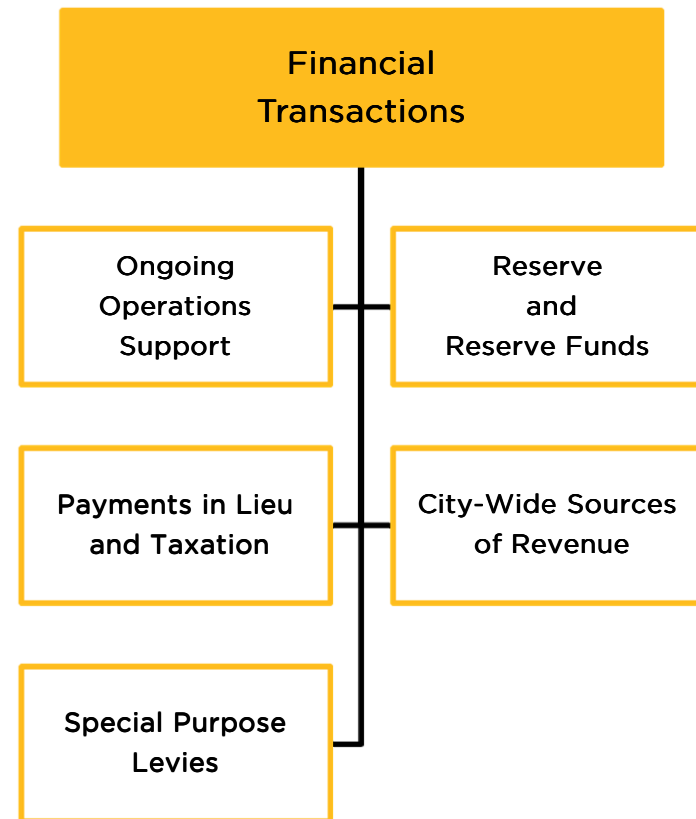 Financial
Transactions
Ongoing
Operations
Support
Reserve
and
Reserve Funds
Payments in Lieu
and Taxation
City-Wide Sources
of Revenue
Special Purpose
Levies